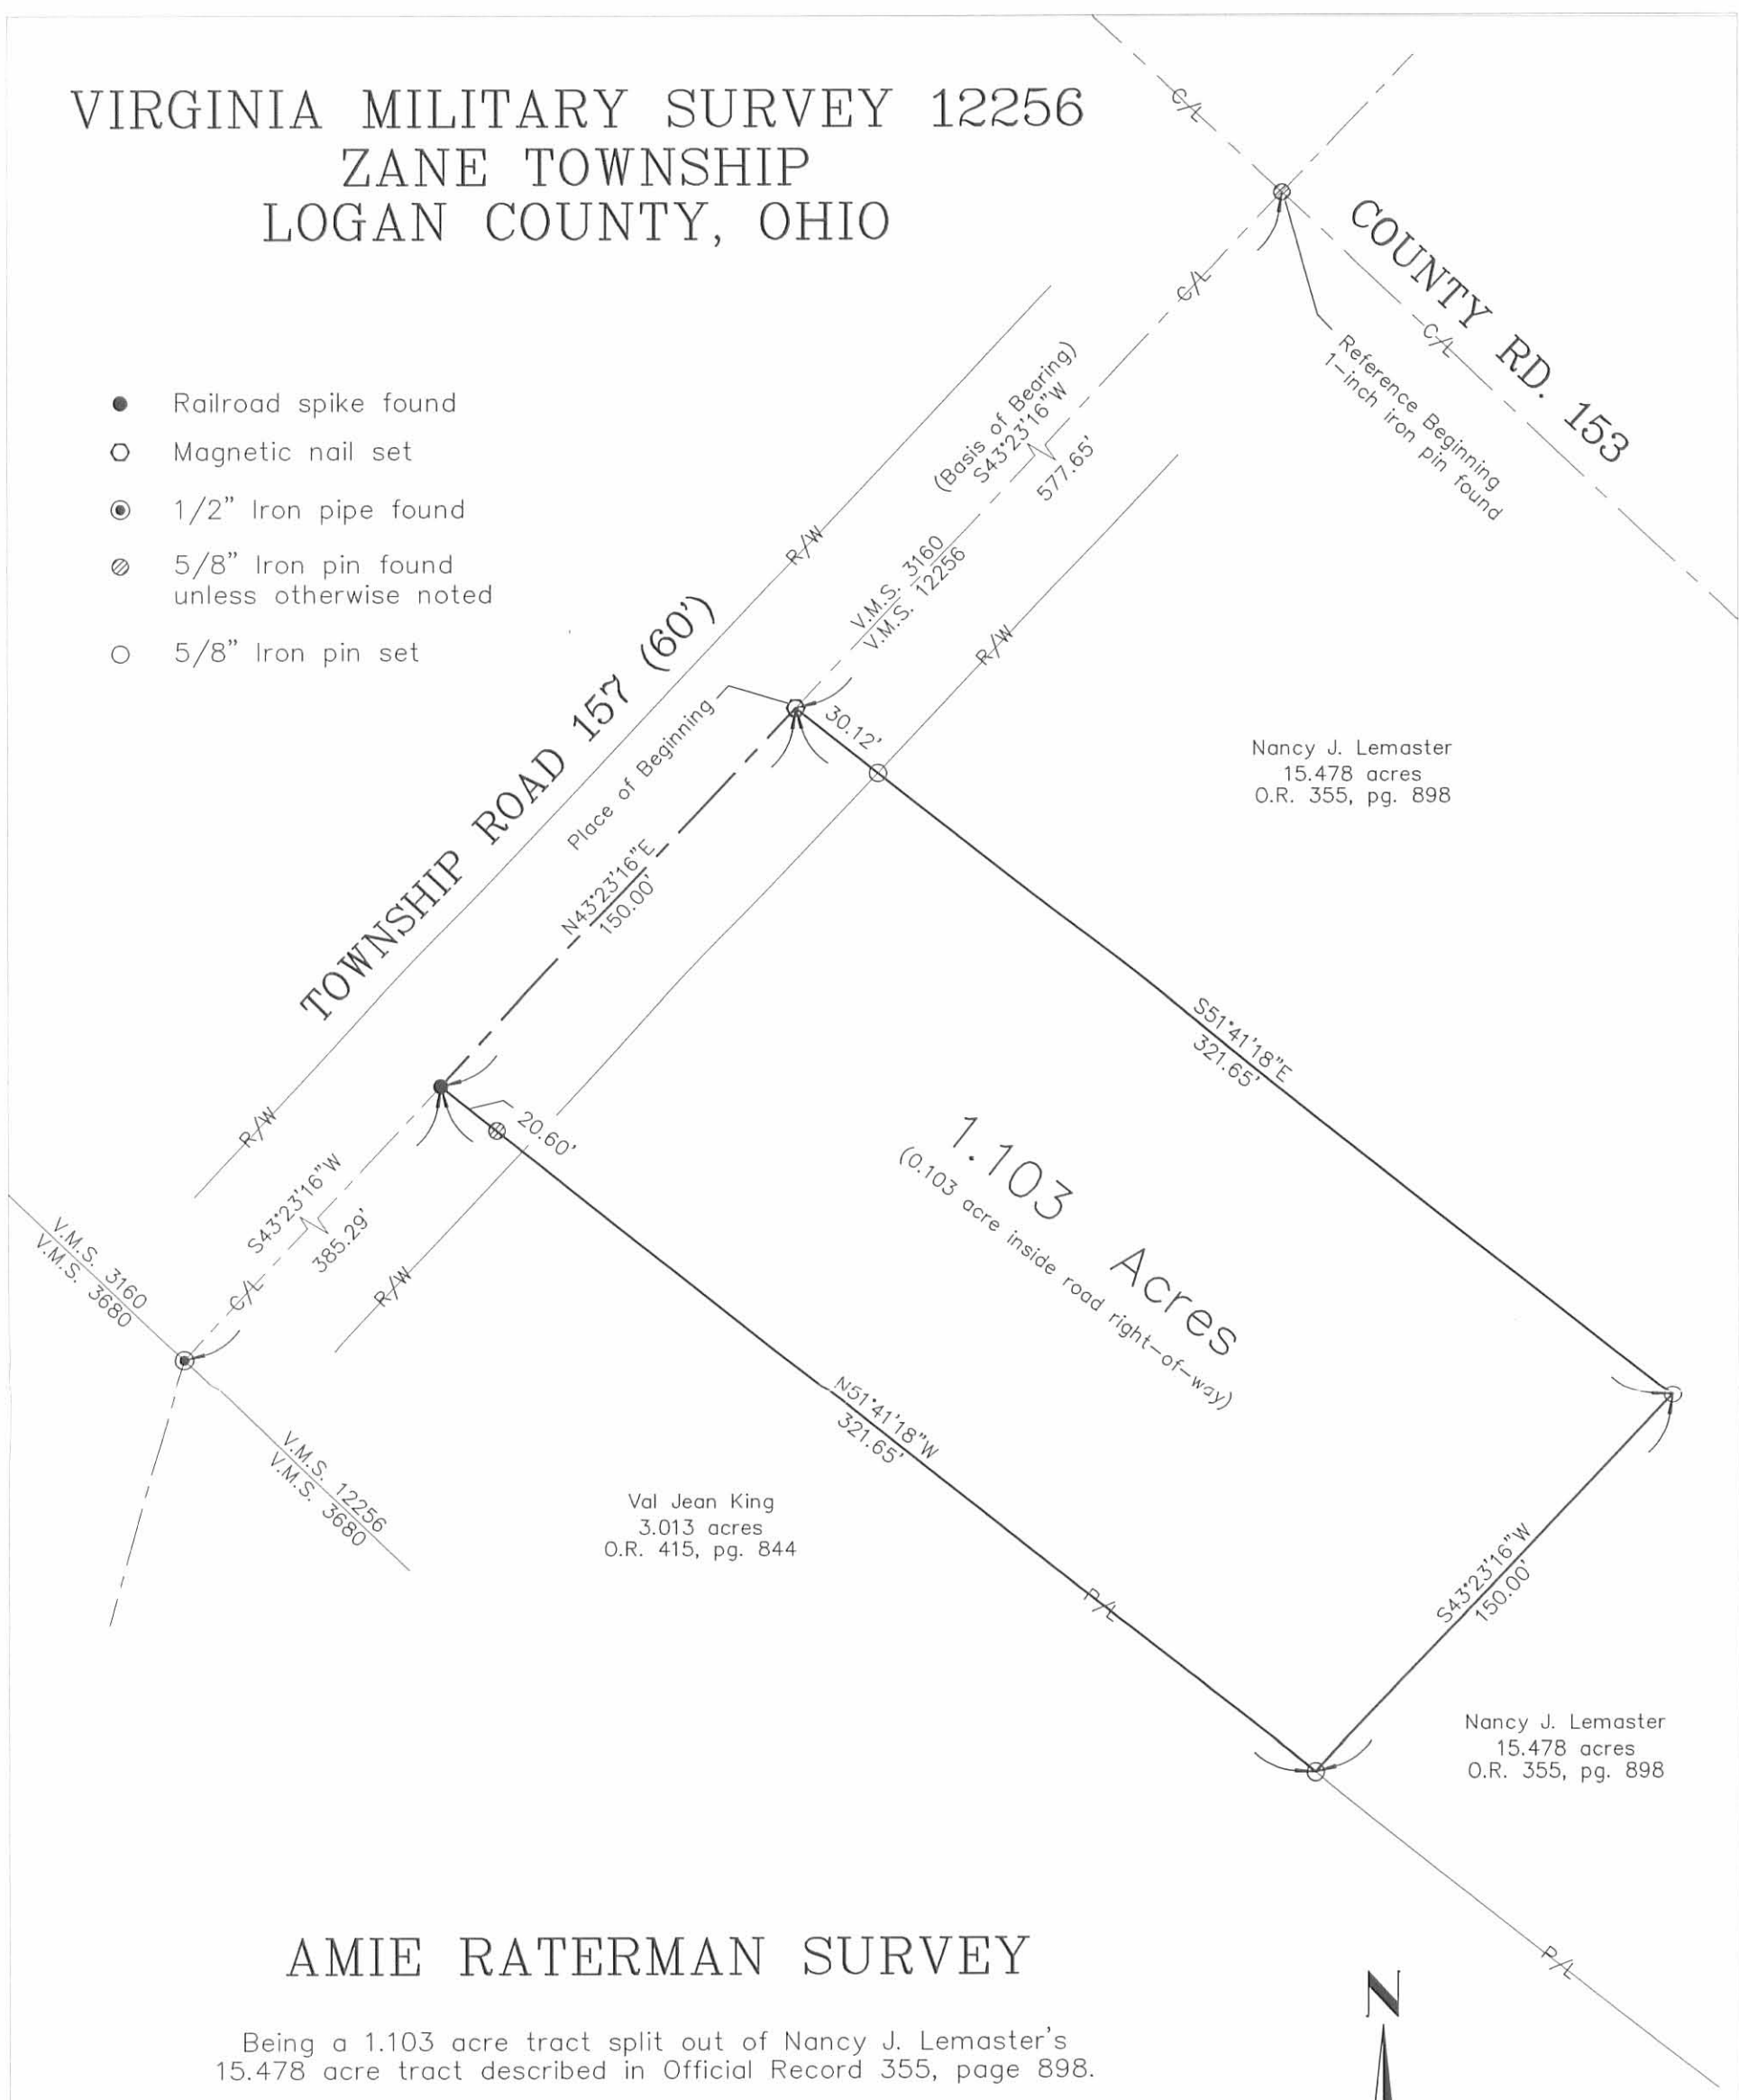 VIRGINIA MILITARY SURVEY 12256
ZANE TOWNSHIP
LOGAN COUNTY, OHIO
Railroad spike found
Magnetic nail set
1/2" Iron pipe found
5/8" Iron pin found
unless otherwise noted
5/8" Iron pin set
C/L
COUNTY RD. 153
C/L
C/L
Reference Beginning
1-inch iron pin found
(Basis of Bearing)
S43°23'16"W
577.65'
R/W
V.M.S. 3160
V.M.S. 12256
R/W
TOWNSHIP ROAD 157 (60')
Place of Beginning
30.12'
Nancy J. Lemaster
15.478 acres
O.R. 355, pg. 898
N43°23'16"E
150.00'
S51°41'18"E
321.65'
R/W
20.60'
1.103 Acres
(0.103 acre inside road right-of-way)
S43°23'16"W
385.29'
C/L
R/W
V.M.S. 3160
V.M.S. 3680
V.M.S. 12256
V.M.S. 3680
N51°41'18"W
321.65'
Val Jean King
3.013 acres
O.R. 415, pg. 844
P/L
S43°23'16"W
150.00'
Nancy J. Lemaster
15.478 acres
O.R. 355, pg. 898
P/L
AMIE RATERMAN SURVEY
N
Being a 1.103 acre tract split out of Nancy J. Lemaster's
15.478 acre tract described in Official Record 355, page 898.